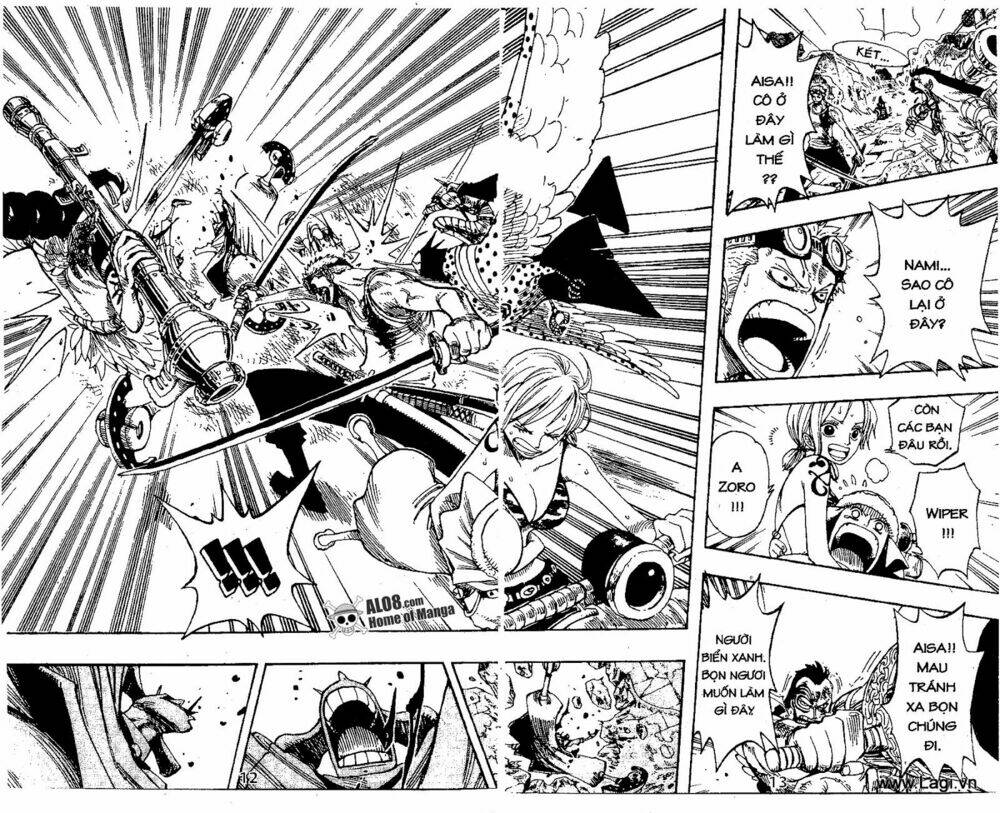 KÉT...
AISA!!
CÔ Ở
ĐÂY
LÀM GÌ
THẾ
??
NAMI...
SAO CÔ
LẠI Ở
ĐÂY?
CÒN
CÁC BẠN
ĐÂU RỒI.
WIPER
!!!
A
ZORO
!!!
AISA!!
MAU
TRÁNH
XA BỌN
CHÚNG
ĐI.
NGƯỜI
BIỂN XANH.
BỌN NGƯƠI
MUỐN LÀM
GÌ ĐÂY.
!!!!
ALO8.com
Home of Manga
12
13
www.Lagi.vn